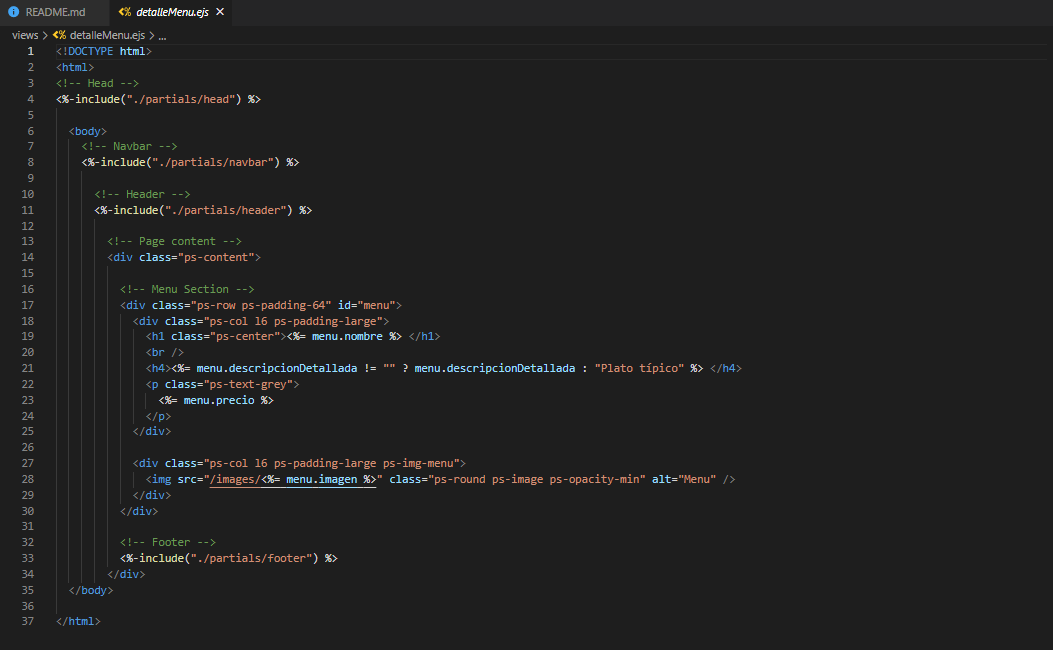 README.md detalleMenu.ejs
views > detalleMenu.ejs > ...
1 <!DOCTYPE html>
2 <html>
3 <!-- Head -->
4 <%-include("./partials/head") %>
5
6 <body>
7 <!-- Navbar -->
8 <%-include("./partials/navbar") %>
9
10 <!-- Header -->
11 <%-include("./partials/header") %>
12
13 <!-- Page content -->
14 <div class="ps-content">
15
16 <!-- Menu Section -->
17 <div class="ps-row ps-padding-64" id="menu">
18 <div class="ps-col l6 ps-padding-large">
19 <h1 class="ps-center"><%= menu.nombre %> </h1>
20 <br />
21 <h4><%= menu.descripcionDetallada != "" ? menu.descripcionDetallada : "Plato típico" %> </h4>
22 <p class="ps-text-grey">
23 <%= menu.precio %>
24 </p>
25 </div>
26
27 <div class="ps-col l6 ps-padding-large ps-img-menu">
28 <img src="/images/<%= menu.imagen %>" class="ps-round ps-image ps-opacity-min" alt="Menu" />
29 </div>
30 </div>
31
32 <!-- Footer -->
33 <%-include("./partials/footer") %>
34 </div>
35 </body>
36
37 </html>